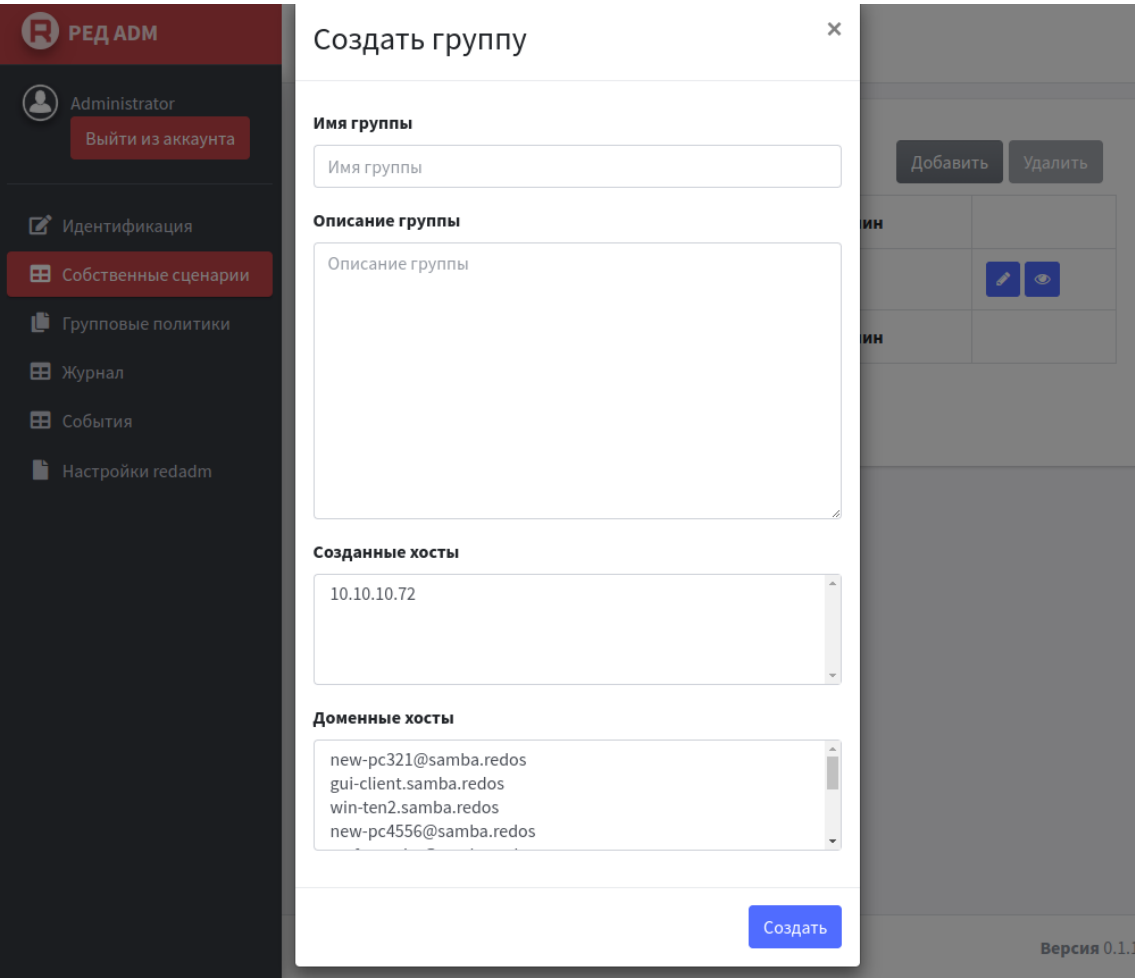 РЕД ADM
Administrator
Выйти из аккаунта
Идентификация
Собственные сценарии
Групповые политики
Журнал
События
Настройки redadm
Создать группу
×
Имя группы
Имя группы
Описание группы
Описание группы
Созданные хосты
10.10.10.72
Доменные хосты
new-pc321@samba.redos
gui-client.samba.redos
win-ten2.samba.redos
new-pc4556@samba.redos
Создать
Добавить
Удалить
Версия 0.1.1